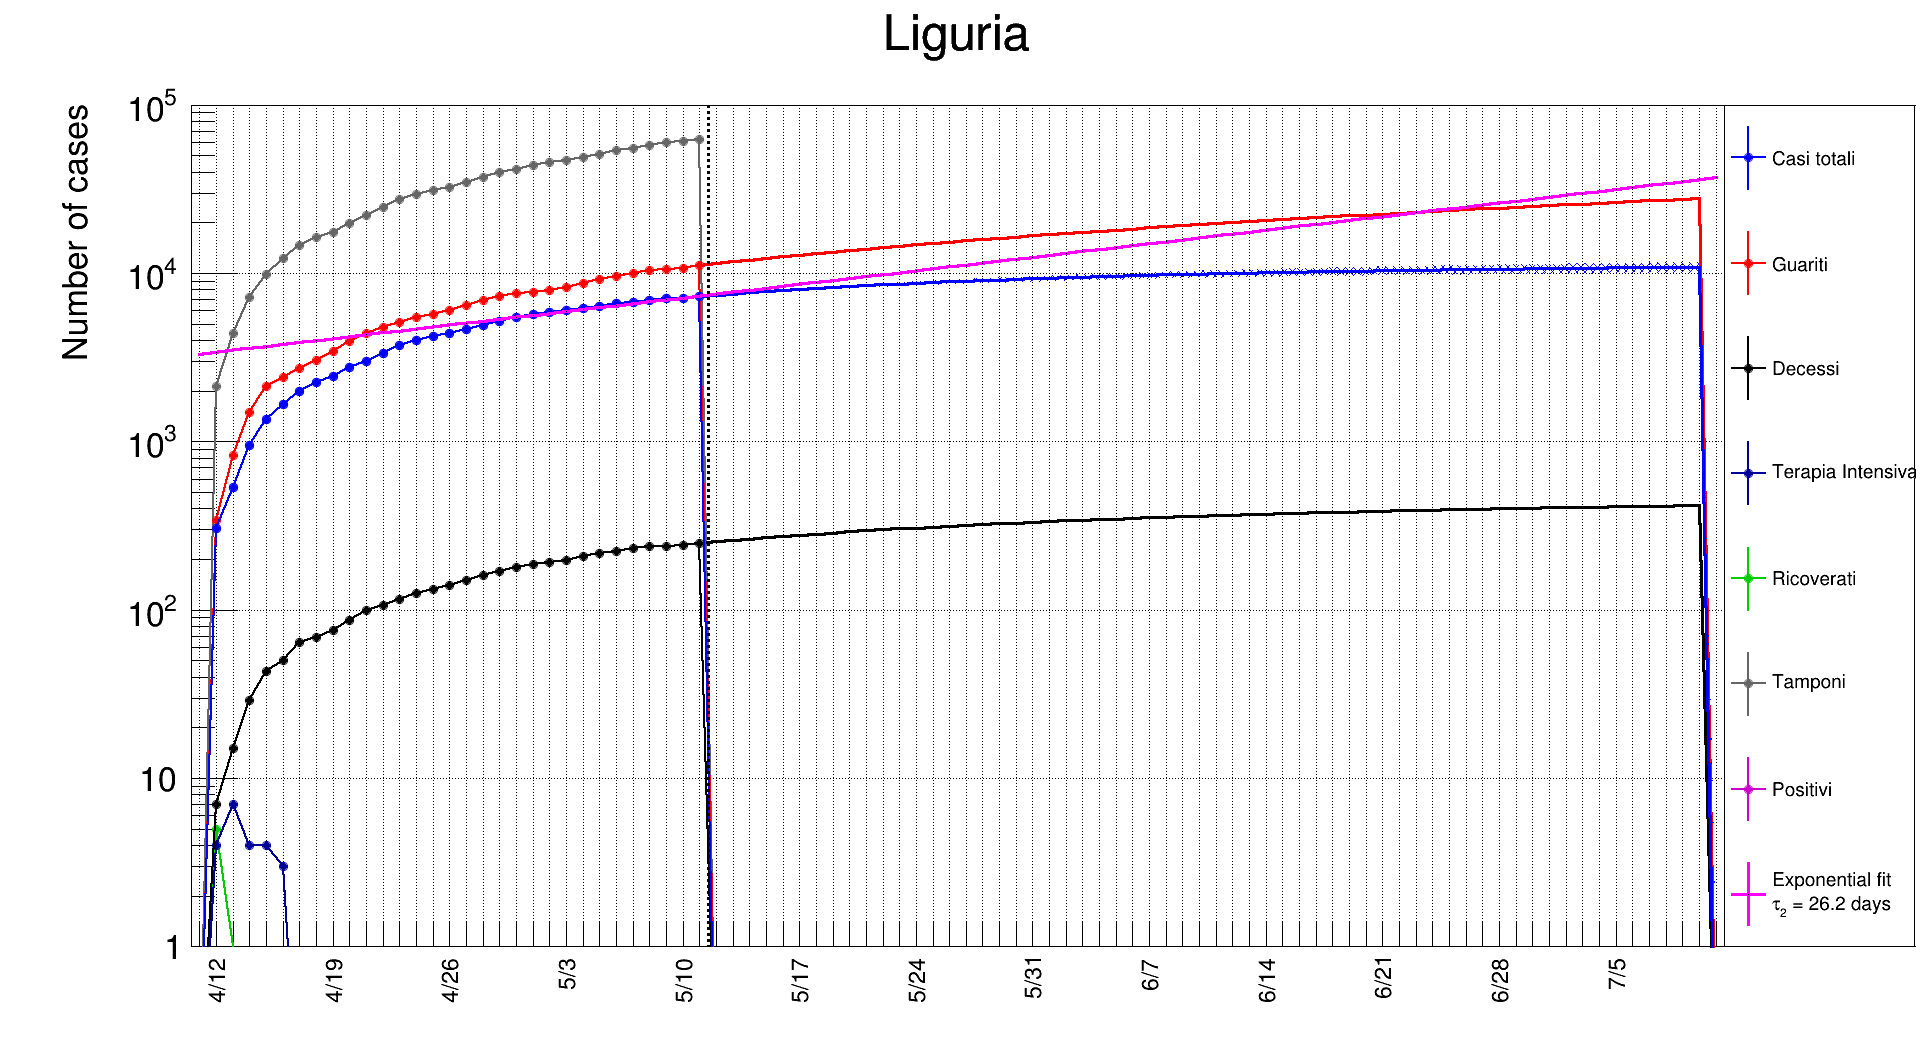 Liguria
Number of cases
10^5
10^4
10^3
10^2
10
1
4/12
4/19
4/26
5/3
5/10
5/17
5/24
5/31
6/7
6/14
6/21
6/28
7/5
Casi totali
Guariti
Decessi
Terapia Intensiva
Ricoverati
Tamponi
Positivi
Exponential fit
τ₂ = 26.2 days